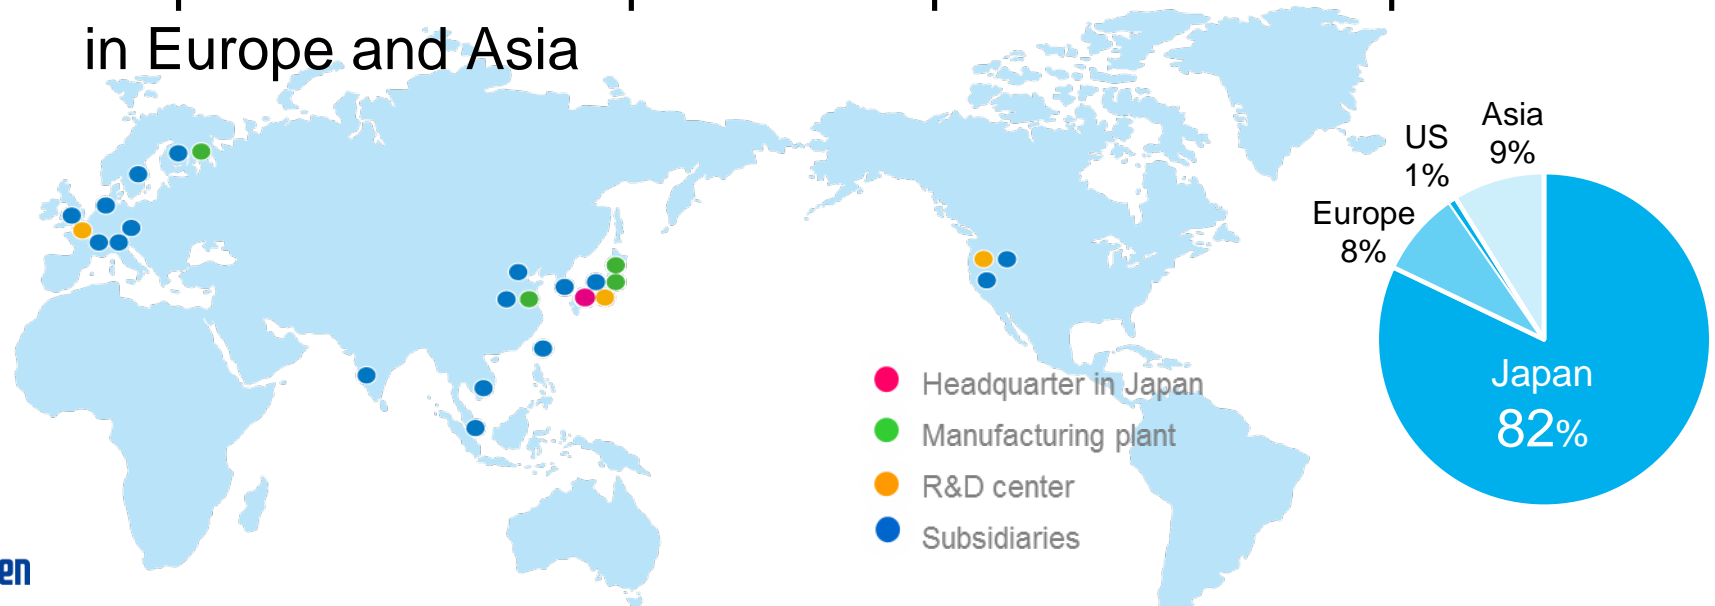 in Europe and Asia
Asia
9%
US
1%
Europe
8%
Japan
82%
Headquarter in Japan
Manufacturing plant
R&D center
Subsidiaries
en